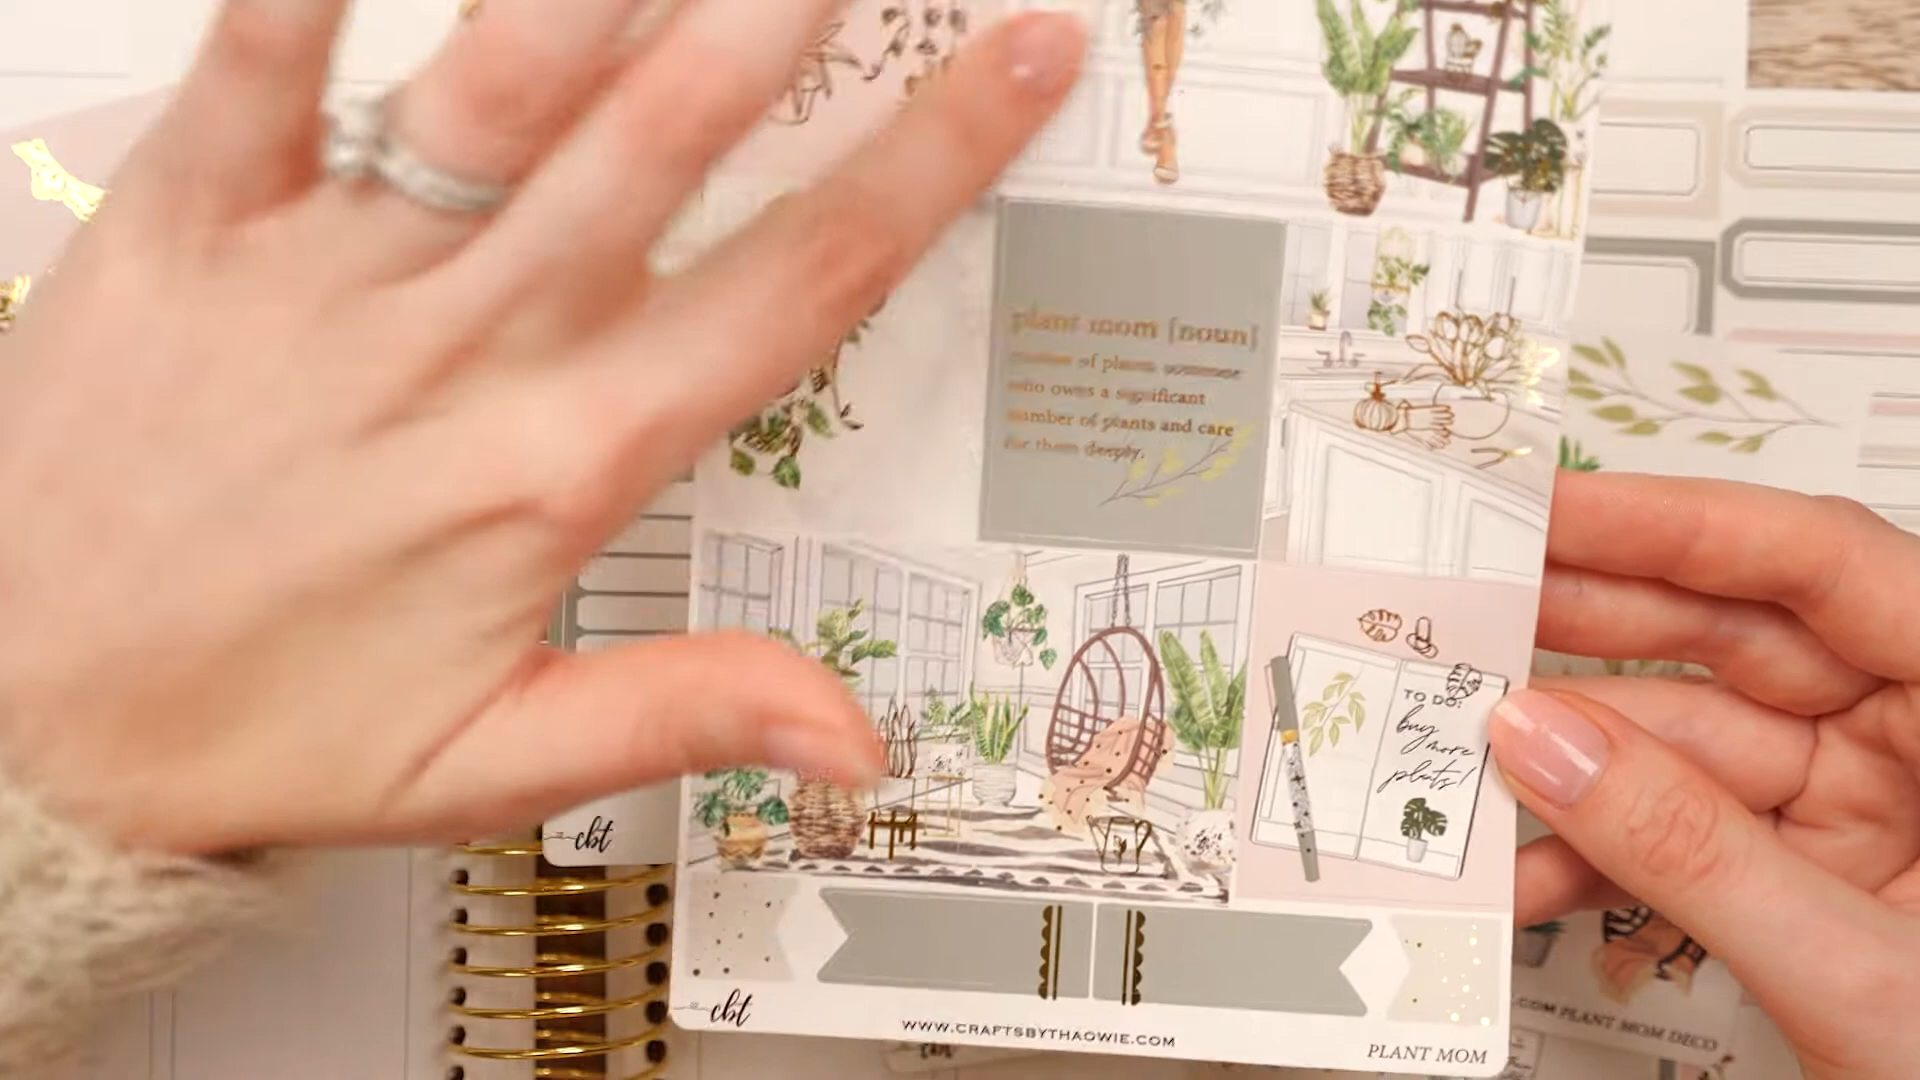 plant mom [noun]
mother of plants, someone
who owns a significant
number of plants and care
for them deeply.
TO DO:
buy
more
plants!
cbt
cbt
WWW.CRAFTSBYTHAOWIE.COM
PLANT MOM
.COM PLANT MOM DECO